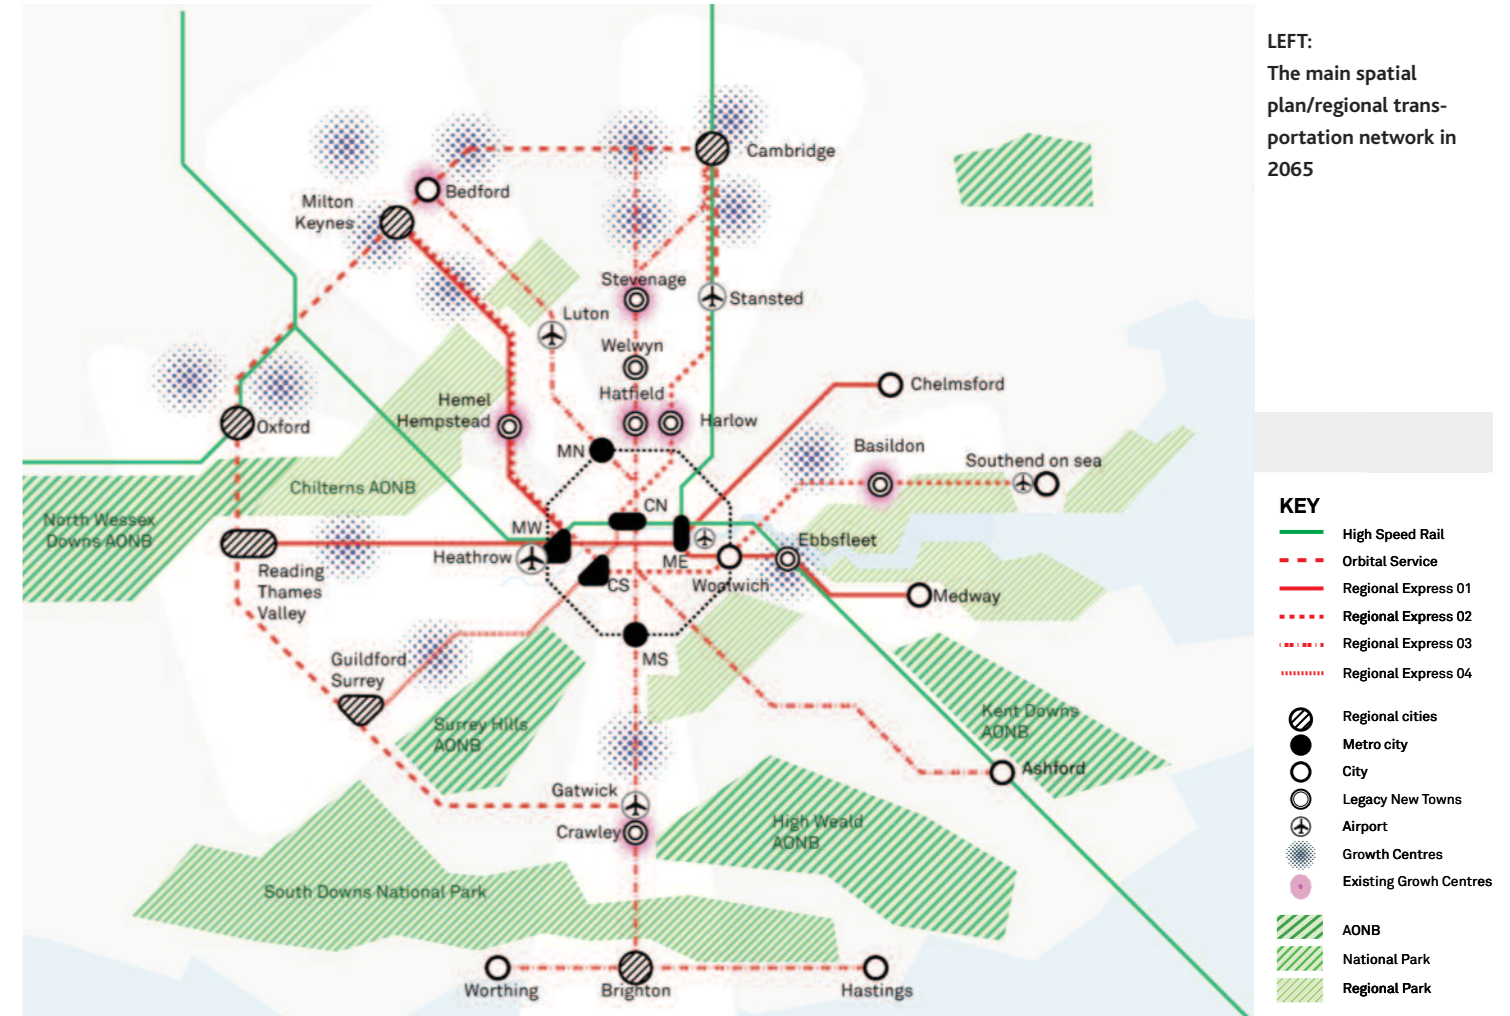 LEFT:
The main spatial
plan/regional trans-
portation network in
2065
Cambridge
Bedford
Milton
Keynes
Stevenage
Stansted
Luton
Welwyn
Chelmsford
Hatfield
Hemel
Hempstead
Harlow
Oxford
MN
Basildon
Southend on sea
Chilterns AONB
CN
North Wessex
Downs AONB
MW
Heathrow
ME
Ebbsfleet
Reading
Thames
Valley
CS
Woolwich
Medway
Guildford
Surrey
MS
Surrey Hills
AONB
Kent Downs
AONB
Ashford
Gatwick
Crawley
High Weald
AONB
South Downs National Park
Worthing
Brighton
Hastings
KEY
High Speed Rail
Orbital Service
Regional Express 01
Regional Express 02
Regional Express 03
Regional Express 04
Regional cities
Metro city
City
Legacy New Towns
Airport
Growth Centres
Existing Growh Centres
AONB
National Park
Regional Park